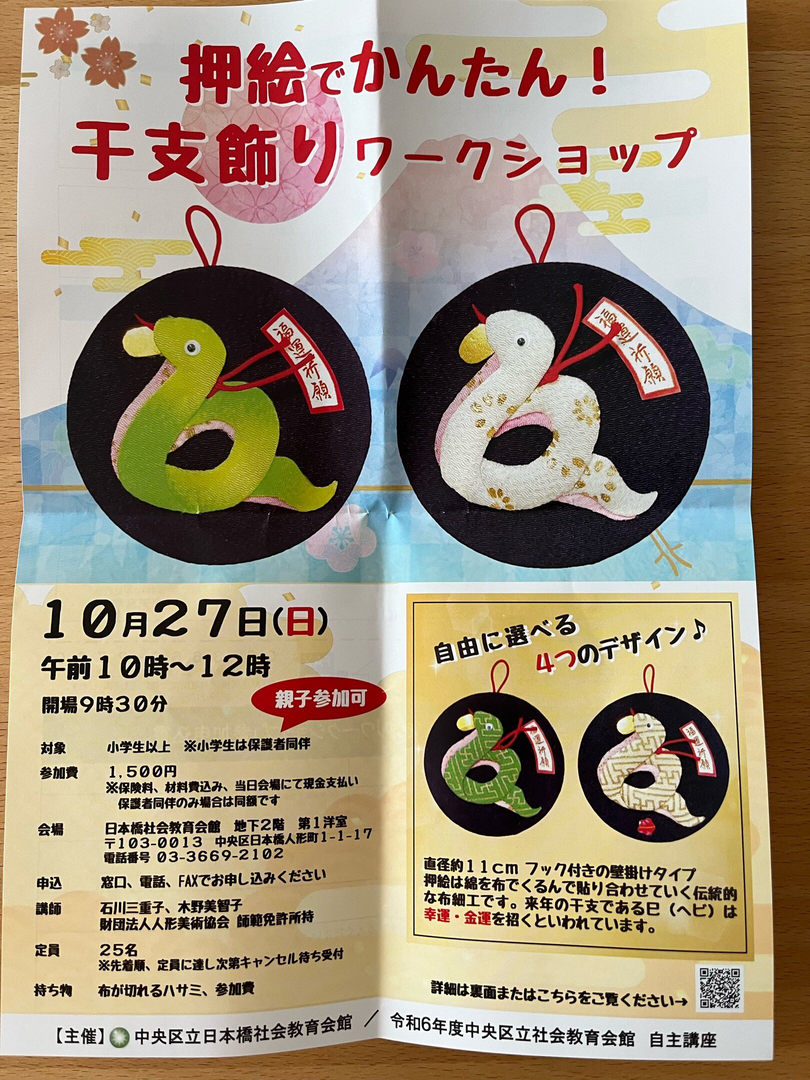 押絵でかんたん！
干支飾りワークショップ
福運祈願
福運祈願
10月27日(日)
午前10時～12時
開場9時30分
親子参加可
対象　小学生以上　※小学生は保護者同伴
参加費　1,500円
※保険料、材料費込み、当日会場にて現金支払い
保護者同伴のみ場合は同額です
会場　日本橋社会教育会館　地下2階　第1洋室
〒103-0013　中央区日本橋人形町1-1-17
電話番号 03-3669-2102
申込　窓口、電話、FAXでお申し込みください
講師　石川三重子、木野美智子
財団法人人形美術協会 師範免許所持
定員　25名
※先着順、定員に達し次第キャンセル待ち受付
持ち物　布が切れるハサミ、参加費
自由に選べる
4つのデザイン♪
福運祈願
福運祈願
直径約11cm フック付きの壁掛けタイプ
押絵は綿を布でくるんで貼り合わせていく伝統的
な布細工です。来年の干支である巳（ヘビ）は
幸運・金運を招くといわれています。
詳細は裏面またはこちらをご覧ください→
【主催】中央区立日本橋社会教育会館　／　令和6年度中央区立社会教育会館　自主講座